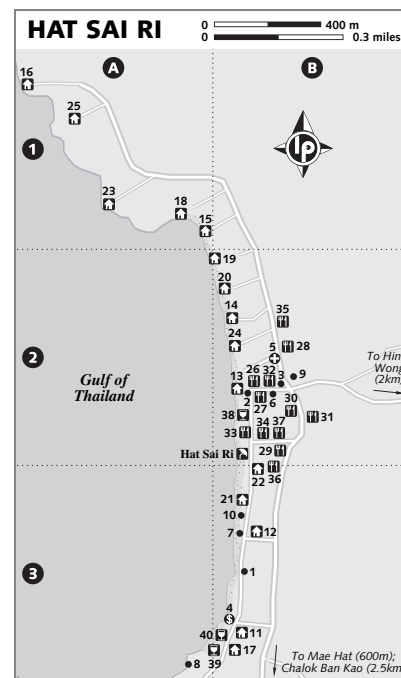 HAT SAI RI
0 400 m
0 0.3 miles
A B
16
25
1
lp
23
18
15
19
20
14
35
24
5 28
2
To Hin
Wong
(2km)
Gulf of
Thailand
26 32 3 9
13
2 27 6
30
38
31
33 34 37
Hat Sai Ri
29
22 36
21
10
7 12
3
1
4
$
40 11
8 39 17
To Mae Hat (600m);
Chalok Ban Kao (2.5km